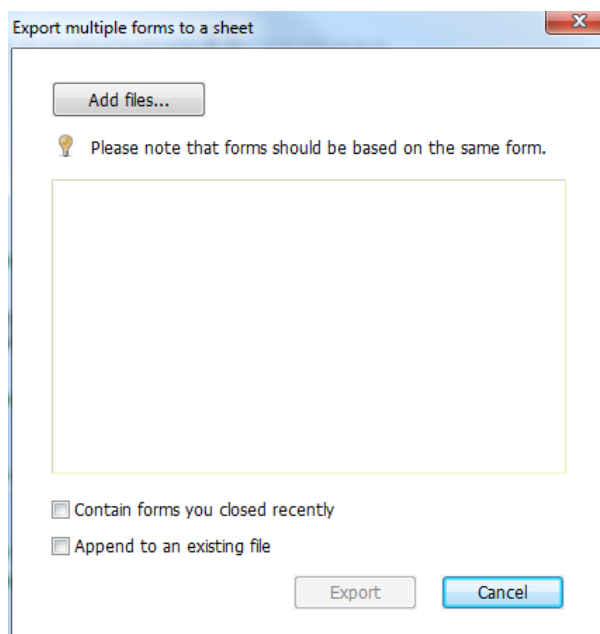 Export multiple forms to a sheet
Add files...
Please note that forms should be based on the same form.
Contain forms you closed recently
Append to an existing file
Export
Cancel